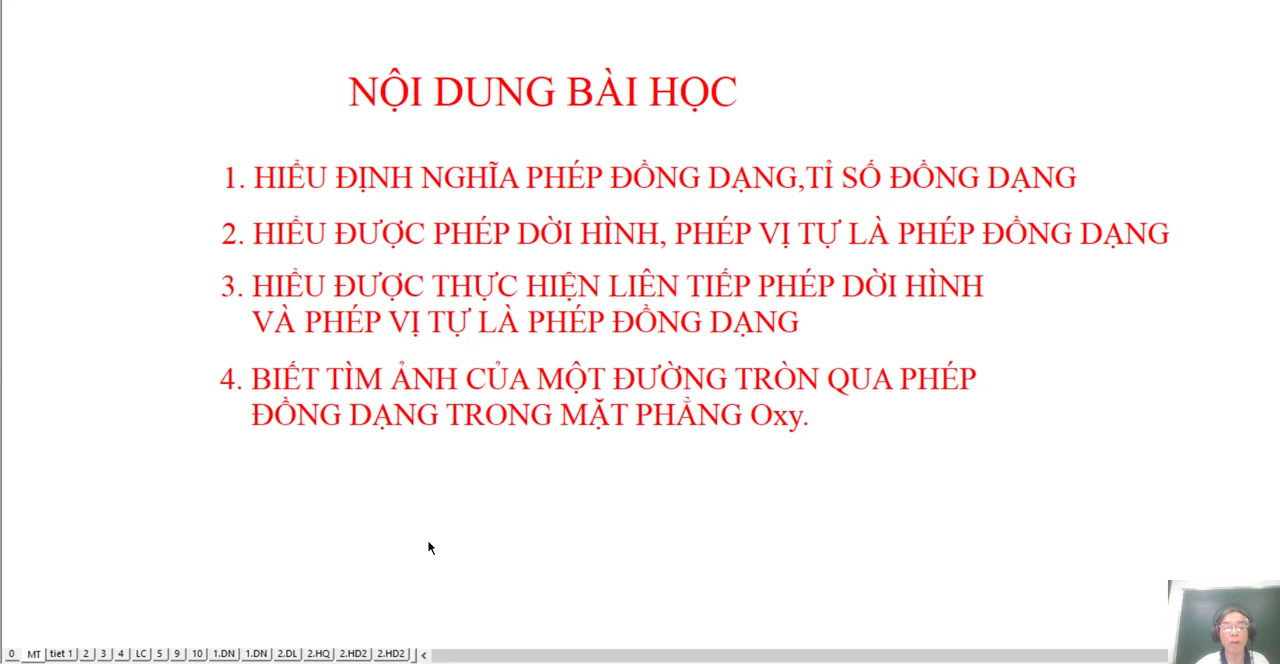 NỘI DUNG BÀI HỌC
1. HIỂU ĐỊNH NGHĨA PHÉP ĐỒNG DẠNG,TỈ SỐ ĐỒNG DẠNG
2. HIỂU ĐƯỢC PHÉP DỜI HÌNH, PHÉP VỊ TỰ LÀ PHÉP ĐỒNG DẠNG
3. HIỂU ĐƯỢC THỰC HIỆN LIÊN TIẾP PHÉP DỜI HÌNH
VÀ PHÉP VỊ TỰ LÀ PHÉP ĐỒNG DẠNG
4. BIẾT TÌM ẢNH CỦA MỘT ĐƯỜNG TRÒN QUA PHÉP
ĐỒNG DẠNG TRONG MẶT PHẲNG Oxy.
0 MT tiet 1 2 3 4 LC 5 9 10 1.DN 1.DN 2.DL 2.HQ 2.HD2 2.HD2